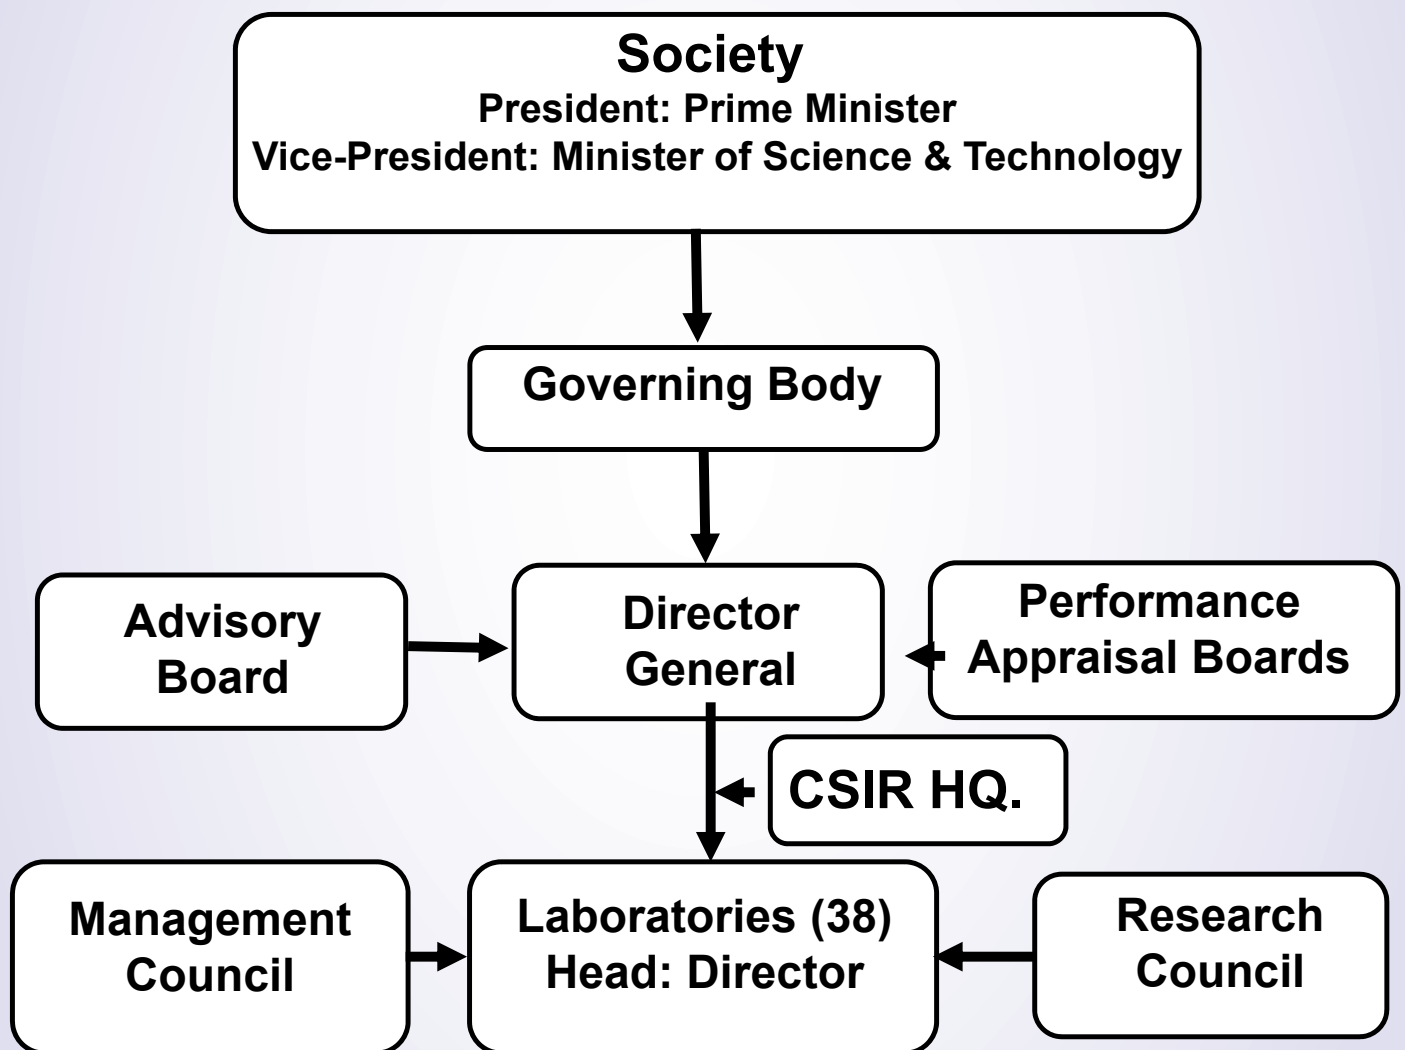 Society
President: Prime Minister
Vice-President: Minister of Science & Technology
Governing Body
Advisory
Board
Director
General
Performance
Appraisal Boards
CSIR HQ.
Management
Council
Laboratories (38)
Head: Director
Research
Council